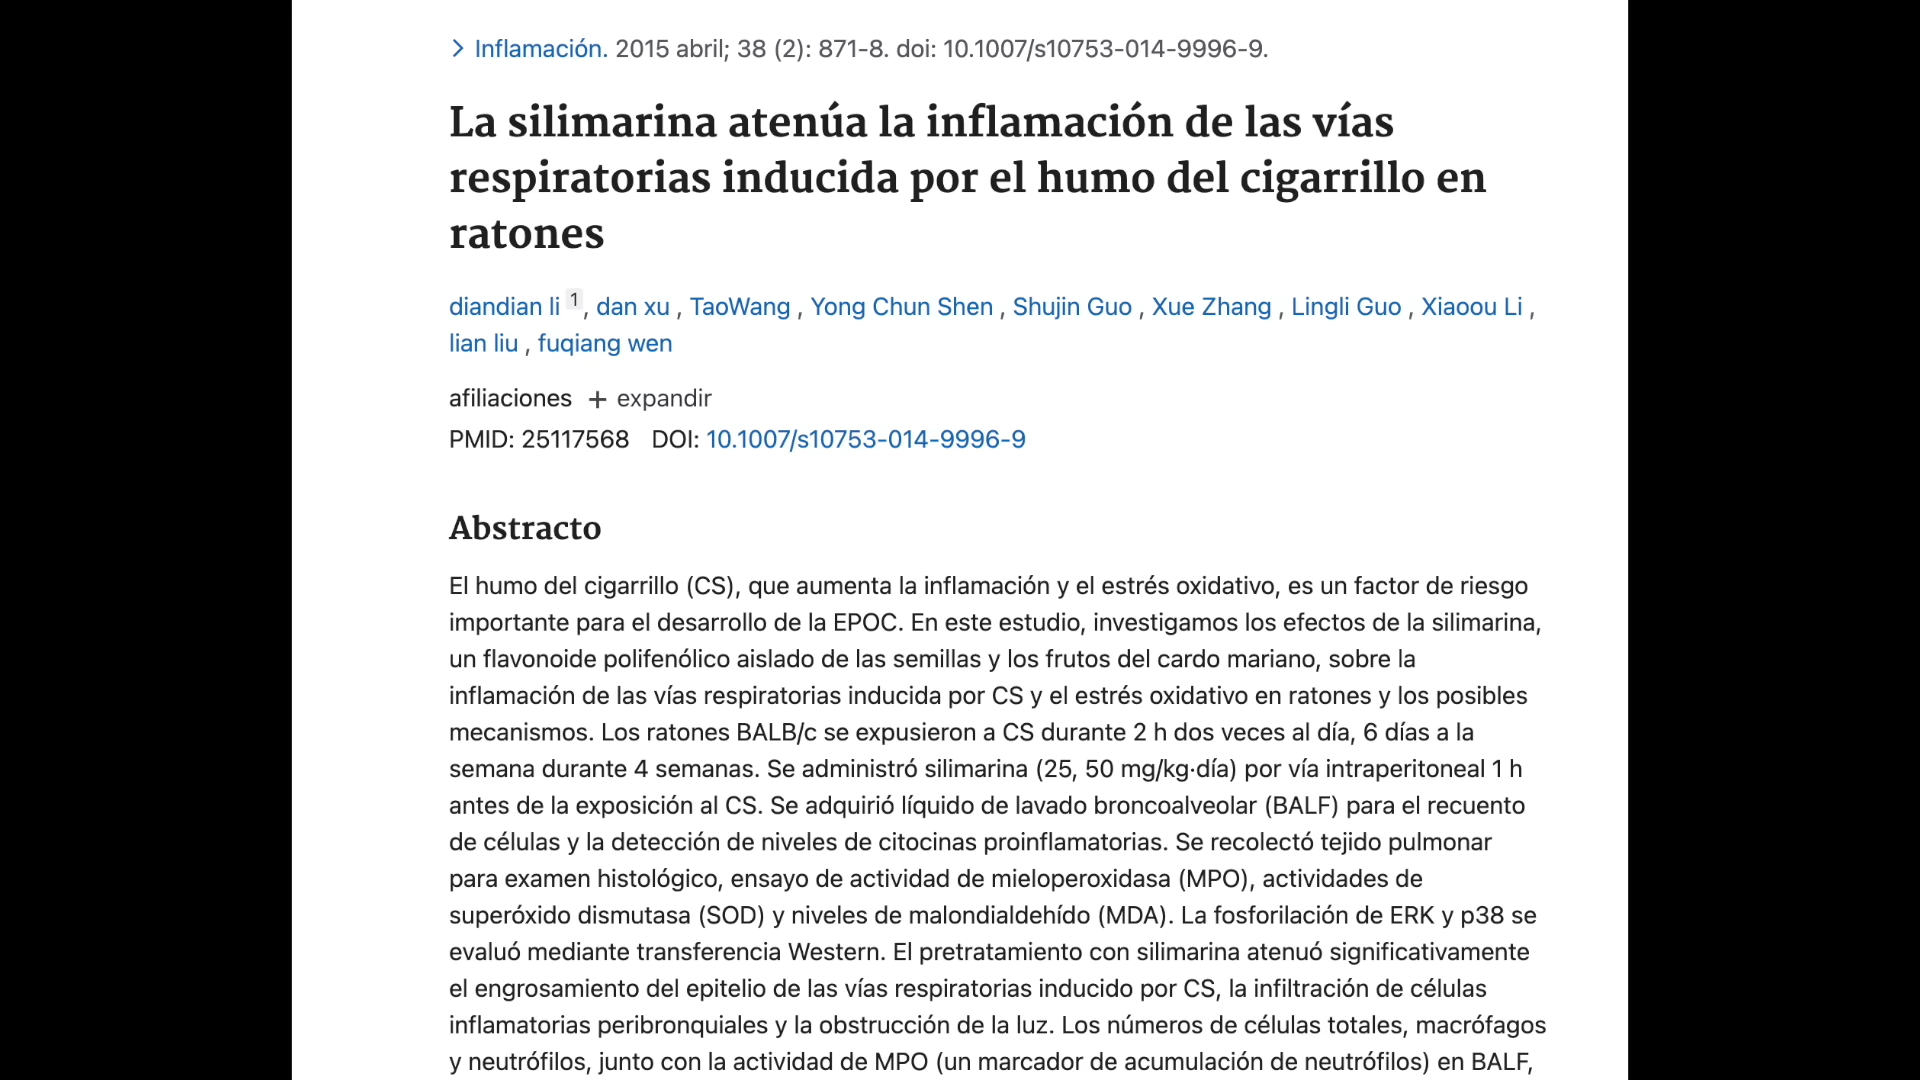 > Inflamación. 2015 abril; 38 (2): 871-8. doi: 10.1007/s10753-014-9996-9.
La silimarina atenúa la inflamación de las vías
respiratorias inducida por el humo del cigarrillo en
ratones
diandian li 1 , dan xu , TaoWang , Yong Chun Shen , Shujin Guo , Xue Zhang , Lingli Guo , Xiaoou Li ,
lian liu , fuqiang wen
afiliaciones + expandir
PMID: 25117568 DOI: 10.1007/s10753-014-9996-9
Abstracto
El humo del cigarrillo (CS), que aumenta la inflamación y el estrés oxidativo, es un factor de riesgo
importante para el desarrollo de la EPOC. En este estudio, investigamos los efectos de la silimarina,
un flavonoide polifenólico aislado de las semillas y los frutos del cardo mariano, sobre la
inflamación de las vías respiratorias inducida por CS y el estrés oxidativo en ratones y los posibles
mecanismos. Los ratones BALB/c se expusieron a CS durante 2 h dos veces al día, 6 días a la
semana durante 4 semanas. Se administró silimarina (25, 50 mg/kg·día) por vía intraperitoneal 1 h
antes de la exposición al CS. Se adquirió líquido de lavado broncoalveolar (BALF) para el recuento
de células y la detección de niveles de citocinas proinflamatorias. Se recolectó tejido pulmonar
para examen histológico, ensayo de actividad de mieloperoxidasa (MPO), actividades de
superóxido dismutasa (SOD) y niveles de malondialdehído (MDA). La fosforilación de ERK y p38 se
evaluó mediante transferencia Western. El pretratamiento con silimarina atenuó significativamente
el engrosamiento del epitelio de las vías respiratorias inducido por CS, la infiltración de células
inflamatorias peribronquiales y la obstrucción de la luz. Los números de células totales, macrófagos
y neutrófilos, junto con la actividad de MPO (un marcador de acumulación de neutrófilos) en BALF,